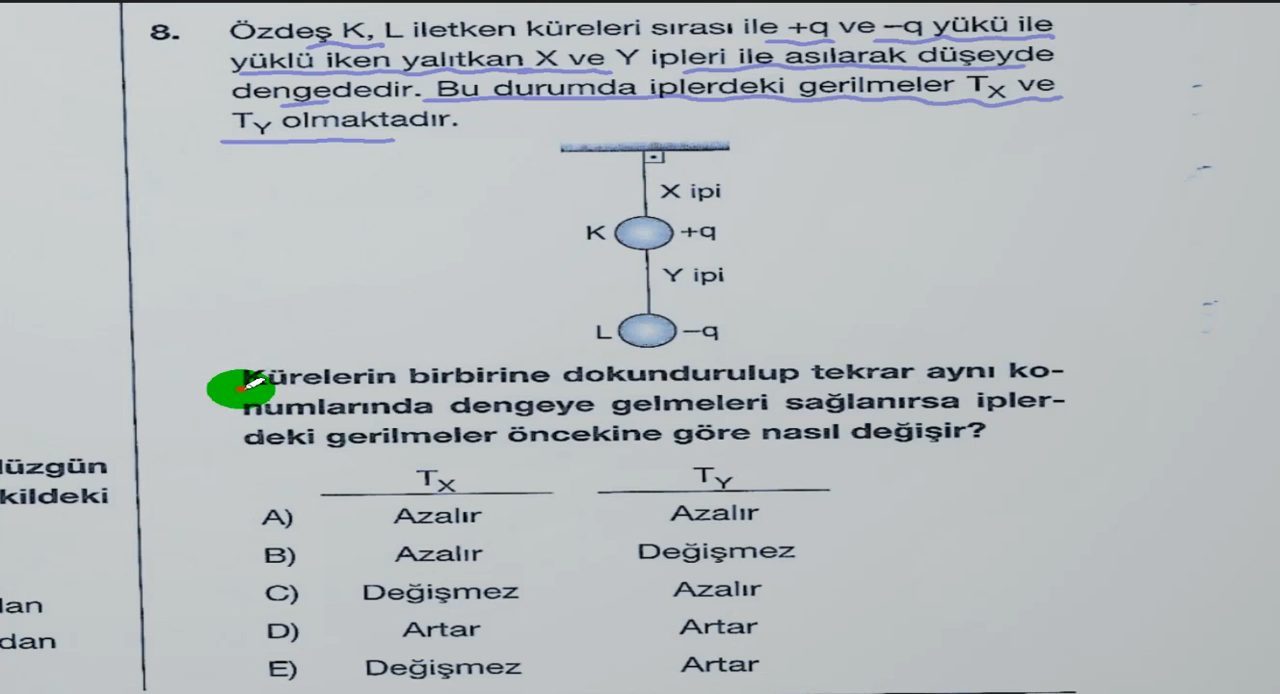 8. Özdeş K, L iletken küreleri sırası ile +q ve –q yükü ile
yüklü iken yalıtkan X ve Y ipleri ile asılarak düşeyde
dengededir. Bu durumda iplerdeki gerilmeler TX ve
TY olmaktadır.
X ipi
K +q
Y ipi
L –q
Kürelerin birbirine dokundurulup tekrar aynı ko-
numlarında dengeye gelmeleri sağlanırsa ipler-
deki gerilmeler öncekine göre nasıl değişir?
TX TY
A) Azalır Azalır
B) Azalır Değişmez
C) Değişmez Azalır
D) Artar Artar
E) Değişmez Artar
lüzgün
kildeki
lan
dan